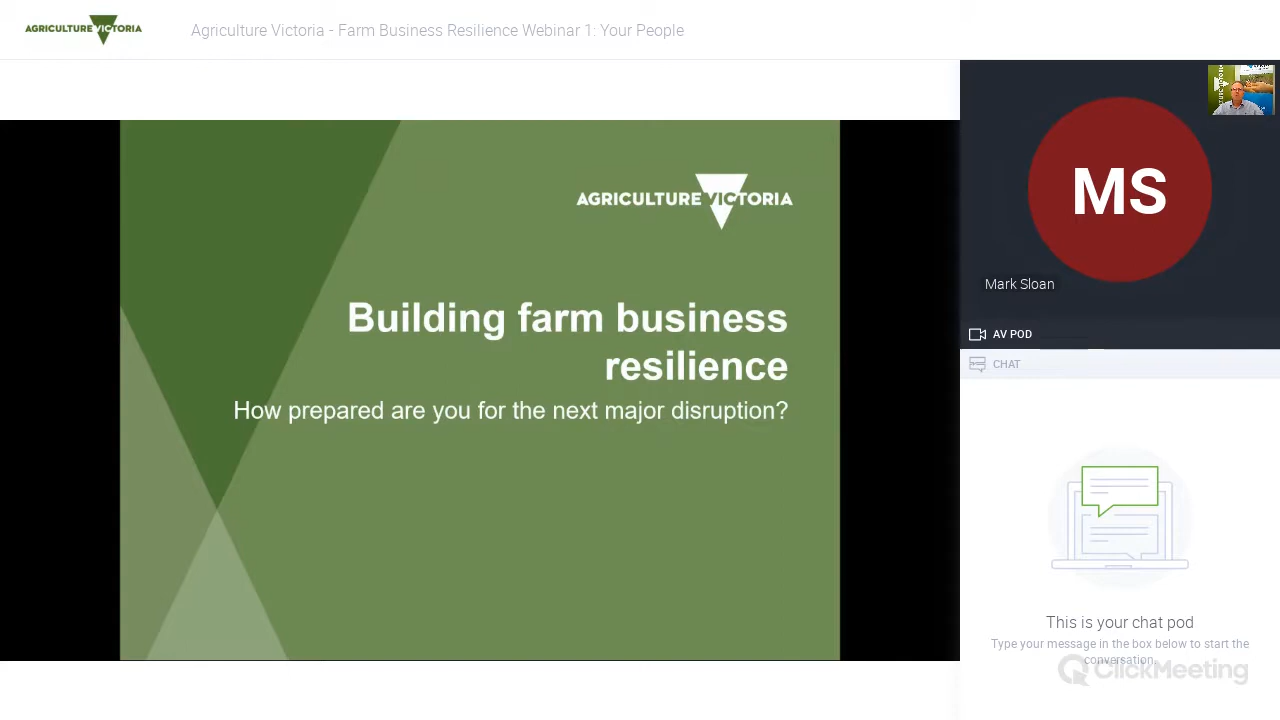 AGRICULTURE VICTORIA
Agriculture Victoria - Farm Business Resilience Webinar 1: Your People
AGRICULTURE VICTORIA
Building farm business
resilience
How prepared are you for the next major disruption?
MS
Mark Sloan
AV POD
CHAT
This is your chat pod
Type your message in the box below to start the
conversation.
ClickMeeting